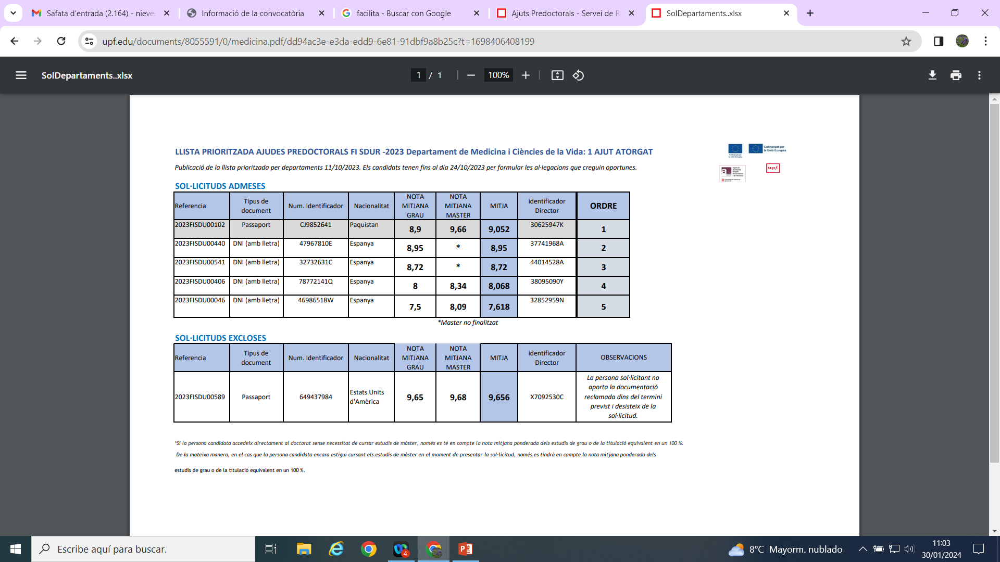 Safata d'entrada (2.164) - nieve
Informació de la convocatòria
facilita - Buscar con Google
Ajuts Predoctorals - Servei de R
SolDepartaments..xlsx
upf.edu/documents/8055591/0/medicina.pdf/dd94ac3e-e3da-edd9-6e81-91dbf9a8b25c?t=1698406408199
SolDepartaments..xlsx
1 / 1
100%
LLISTA PRIORITZADA AJUDES PREDOCTORALS FI SDUR -2023 Departament de Medicina i Ciències de la Vida: 1 AJUT ATORGAT
Cofinançat per la Unió Europea
Cofinançat per la Unió Europea
Publicació de la llista prioritzada per departaments 11/10/2023. Els candidats tenen fins al dia 24/10/2023 per formular les al·legacions que creguin oportunes.
upf.
SOL·LICITUDS ADMESES
Referencia Tipus de document Num. Identificador Nacionalitat NOTA MITJANA GRAU NOTA MITJANA MASTER MITJA identificador Director ORDRE
2023FISDU00102 Passaport CJ9852641 Paquistan 8,9 9,66 9,052 30625947K 1
2023FISDU00440 DNI (amb lletra) 47967810E Espanya 8,95 * 8,95 37741968A 2
2023FISDU00541 DNI (amb lletra) 32732631C Espanya 8,72 * 8,72 44014528A 3
2023FISDU00406 DNI (amb lletra) 78772141Q Espanya 8 8,34 8,068 38095090Y 4
2023FISDU00046 DNI (amb lletra) 46986518W Espanya 7,5 8,09 7,618 32852959N 5
*Master no finalitzat
SOL·LICITUDS EXCLOSES
Referencia Tipus de document Num. Identificador Nacionalitat NOTA MITJANA GRAU NOTA MITJANA MASTER MITJA identificador Director OBSERVACIONS
2023FISDU00589 Passaport 649437984 Estats Units d'Amèrica 9,65 9,68 9,656 X7092530C La persona sol·licitant no aporta la documentació reclamada dins del termini previst i desisteix de la sol·licitud.
*Si la persona candidata accedeix directament al doctorat sense necessitat de cursar estudis de màster, només es té en compte la nota mitjana ponderada dels estudis de grau o de la titulació equivalent en un 100 %.
De la mateixa manera, en el cas que la persona candidata encara estigui cursant els estudis de màster en el moment de presentar la sol·licitud, només es tindrà en compte la nota mitjana ponderada dels
estudis de grau o de la titulació equivalent en un 100 %.
Escribe aquí para buscar.
4
8°C Mayorm. nublado
11:03
30/01/2024